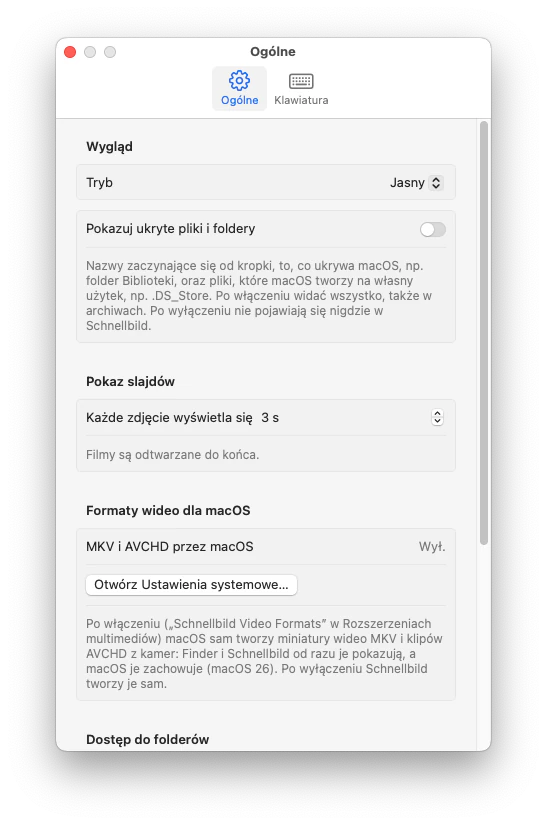 Ogólne
Ogólne
Klawiatura
Wygląd
Tryb
Jasny
Pokazuj ukryte pliki i foldery
Nazwy zaczynające się od kropki, to, co ukrywa macOS, np.
folder Biblioteki, oraz pliki, które macOS tworzy na własny
użytek, np. .DS_Store. Po włączeniu widać wszystko, także w
archiwach. Po wyłączeniu nie pojawiają się nigdzie w
Schnellbild.
Pokaz slajdów
Każde zdjęcie wyświetla się 3 s
Filmy są odtwarzane do końca.
Formaty wideo dla macOS
MKV i AVCHD przez macOS
Wył.
Otwórz Ustawienia systemowe...
Po włączeniu („Schnellbild Video Formats” w Rozszerzeniach
multimediów) macOS sam tworzy miniatury wideo MKV i klipów
AVCHD z kamer: Finder i Schnellbild od razu je pokazują, a
macOS je zachowuje (macOS 26). Po wyłączeniu Schnellbild
tworzy je sam.
Dostęp do folderów